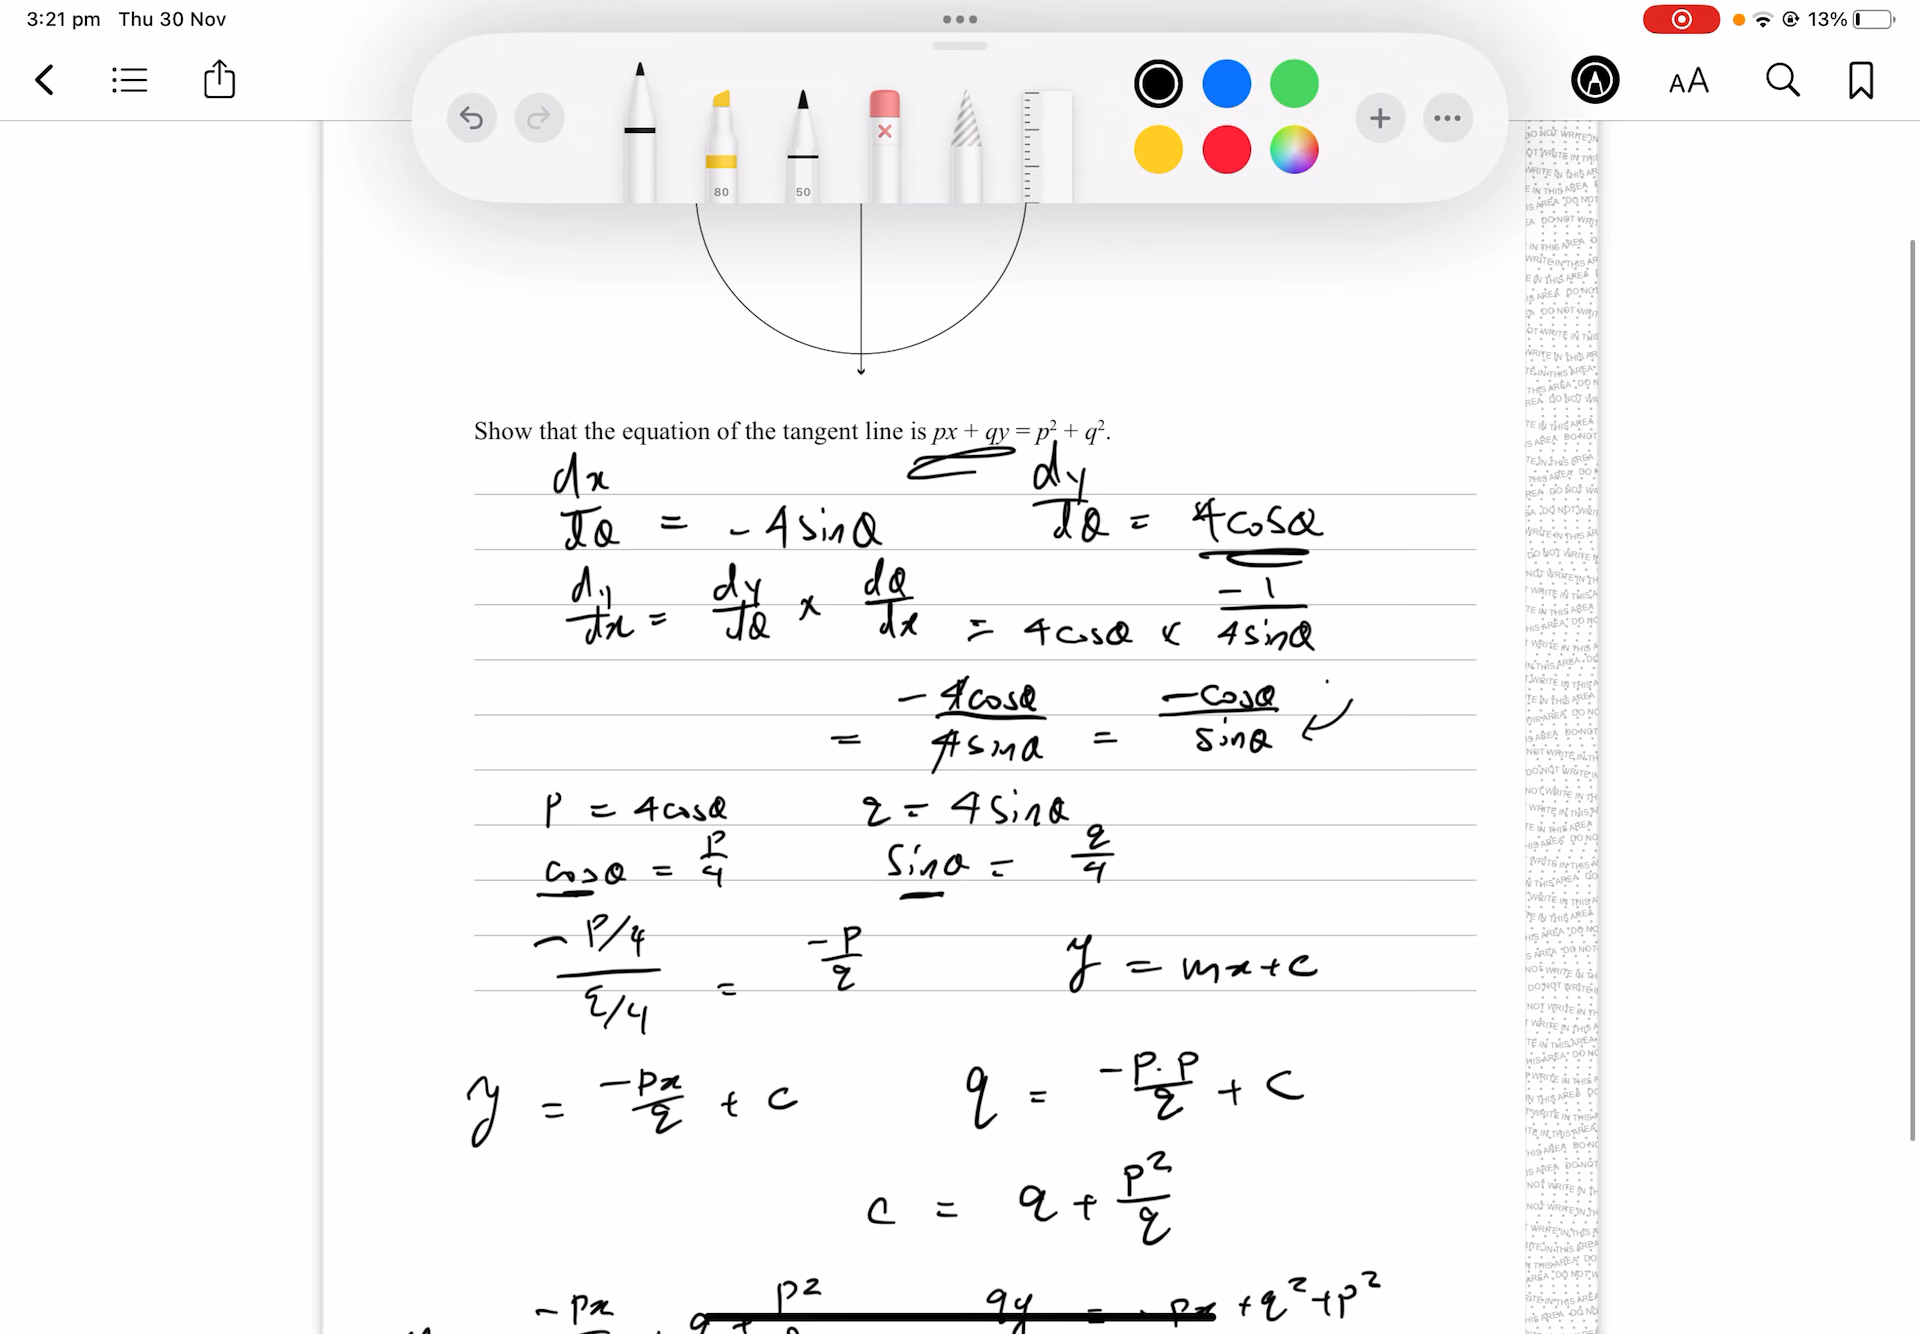 3:21 pm Thu 30 Nov
13%
AA
80
50
Show that the equation of the tangent line is px + qy = p² + q².
dx/dθ = - 4sinθ dy/dθ = 4cosθ
dy/dx = dy/dθ × dθ/dx = 4cosθ × -1/4sinθ
= -4cosθ/4sinθ = -cosθ/sinθ
p = 4cosθ q = 4sinθ
cosθ = p/4 sinθ = q/4
-p/4 / q/4 = -p/q y = mx+c
y = -px/q + c q = -p.p/q + c
c = q + p²/q
-px q + p² qy = -px +q²+p²